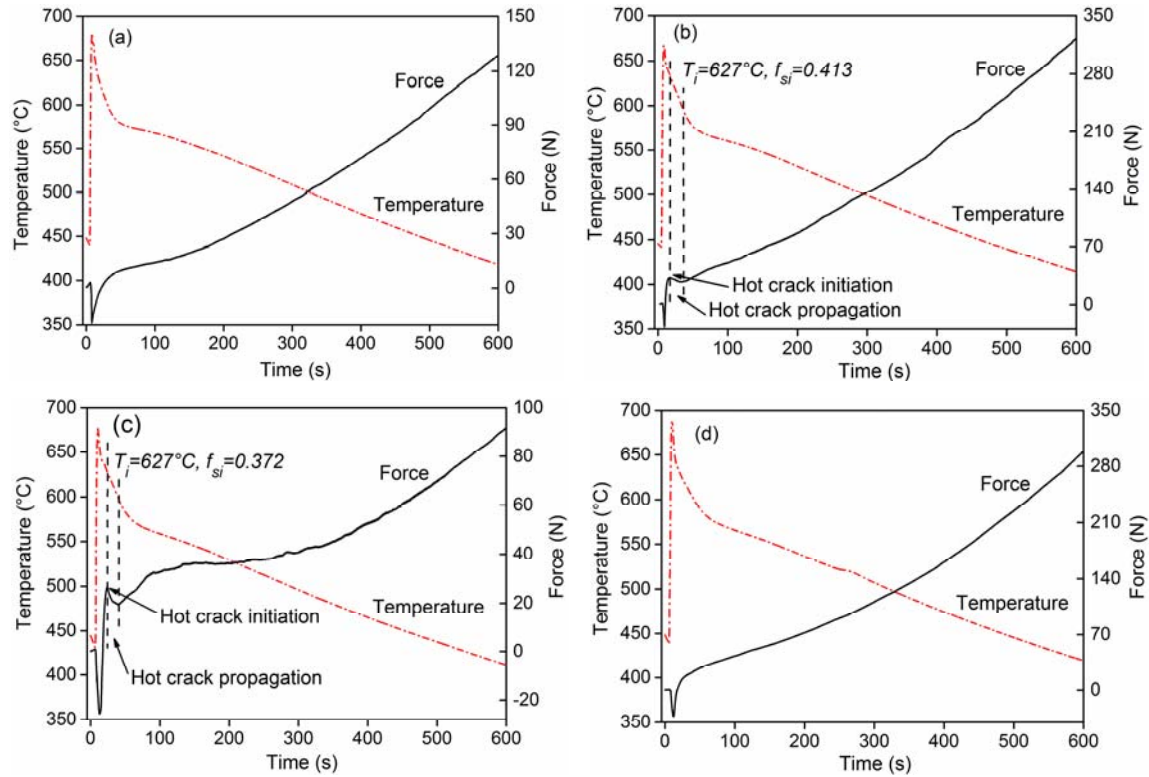 (a)
Force
Temperature
Temperature (°C)
Force (N)
Time (s)
700
650
600
550
500
450
400
350
150
120
90
60
30
0
0 100 200 300 400 500 600
(b)
T_i=627°C, f_si=0.413
Force
Temperature
Hot crack initiation
Hot crack propagation
Temperature (°C)
Force (N)
Time (s)
700
650
600
550
500
450
400
350
350
280
210
140
70
0
0 100 200 300 400 500 600
(c)
T_i=627°C, f_si=0.372
Force
Temperature
Hot crack initiation
Hot crack propagation
Temperature (°C)
Force (N)
Time (s)
700
650
600
550
500
450
400
350
100
80
60
40
20
0
-20
0 100 200 300 400 500 600
(d)
Force
Temperature
Temperature (°C)
Force (N)
Time (s)
700
650
600
550
500
450
400
350
350
300
210
140
70
0
0 100 200 300 400 500 600